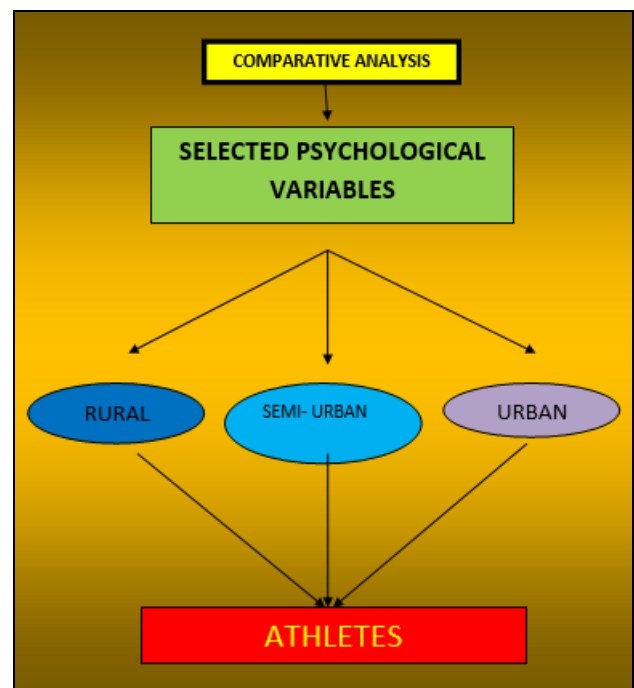 COMPARATIVE ANALYSIS
SELECTED PSYCHOLOGICAL
VARIABLES
RURAL
SEMI- URBAN
URBAN
ATHLETES